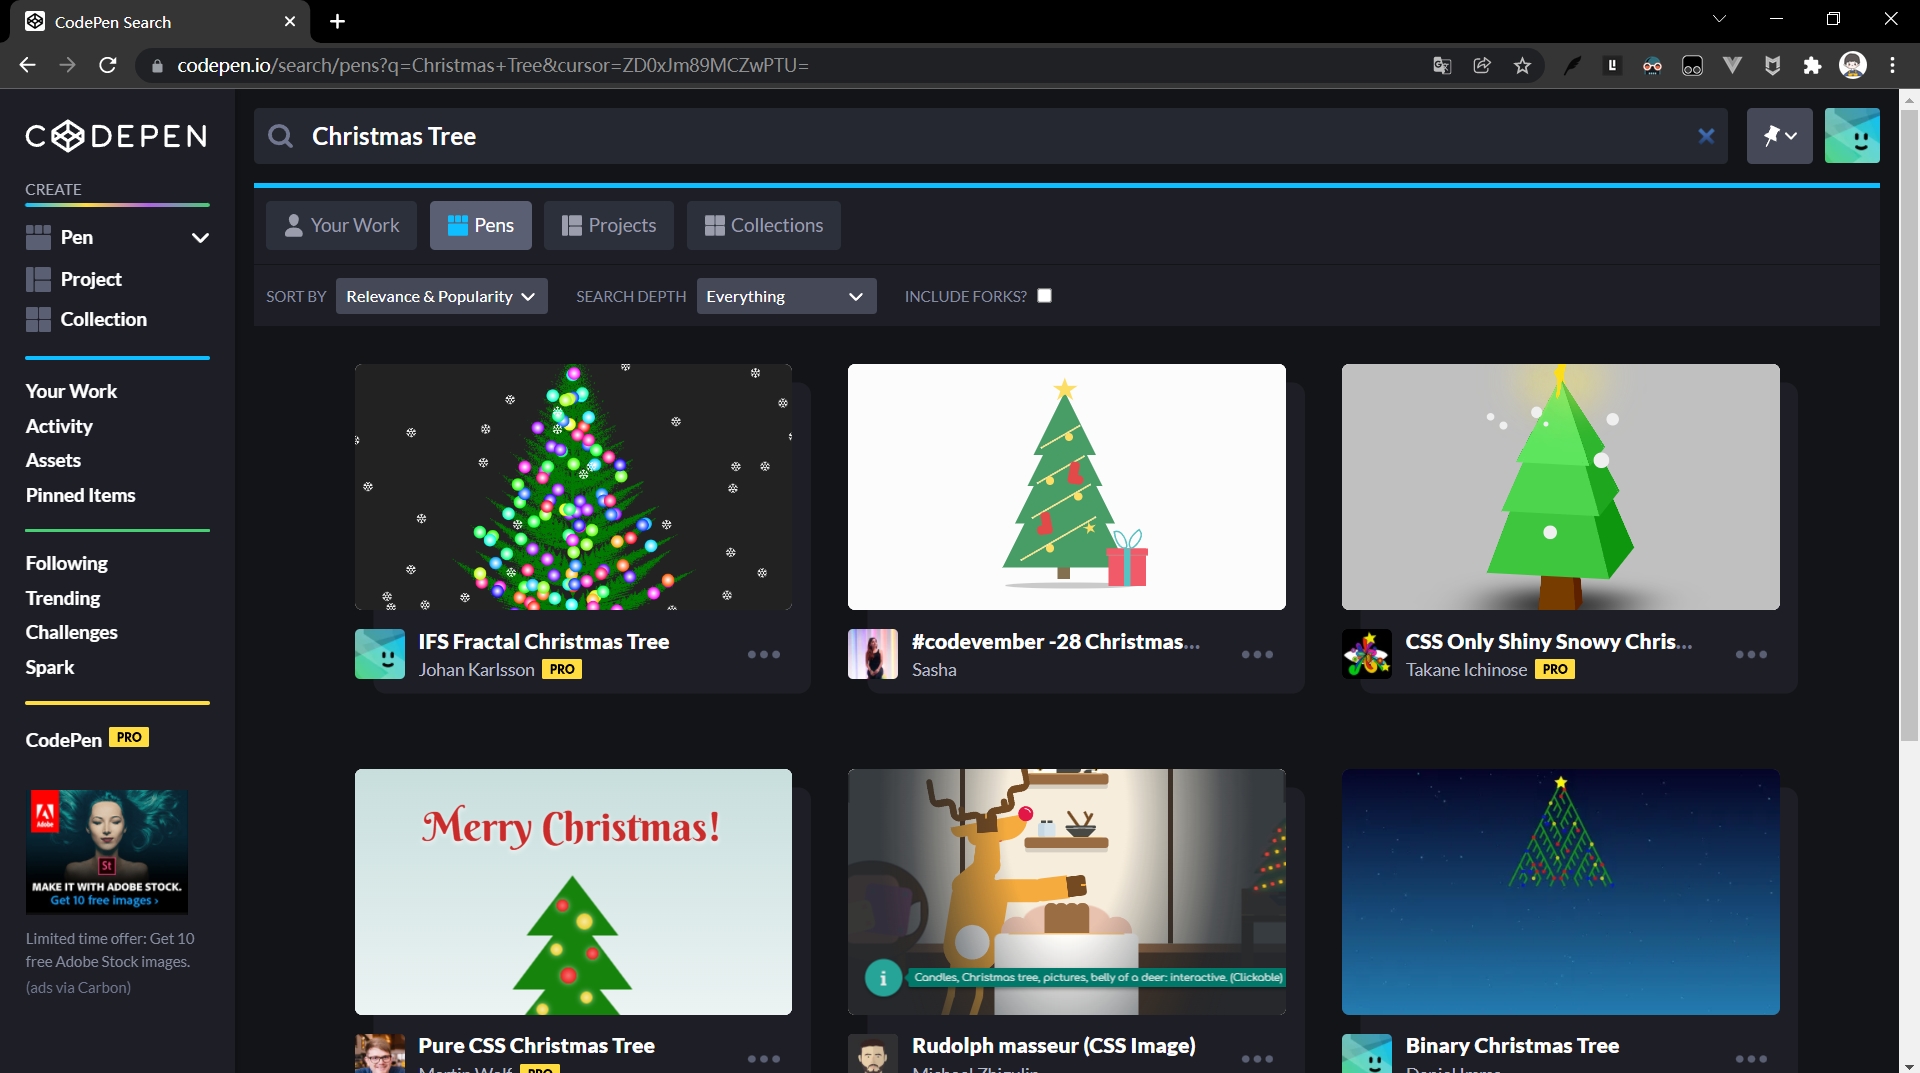 CodePen Search
codepen.io/search/pens?q=Christmas+Tree&cursor=ZD0xJm89MCZwPTU=
CODEPEN
Christmas Tree
CREATE
Pen
Project
Collection
Your Work
Pens
Projects
Collections
SORT BY
Relevance & Popularity
SEARCH DEPTH
Everything
INCLUDE FORKS?
Your Work
Activity
Assets
Pinned Items
Following
Trending
Challenges
Spark
CodePen PRO
Adobe
St
MAKE IT WITH ADOBE STOCK.
Get 10 free images ›
Limited time offer: Get 10
free Adobe Stock images.
(ads via Carbon)
IFS Fractal Christmas Tree
Johan Karlsson PRO
#codevember -28 Christmas...
Sasha
CSS Only Shiny Snowy Chris...
Takane Ichinose PRO
Merry Christmas!
i
Candles, Christmas tree, pictures, belly of a deer: interactive. (Clickable)
Pure CSS Christmas Tree
PRO
Rudolph masseur (CSS Image)
Binary Christmas Tree